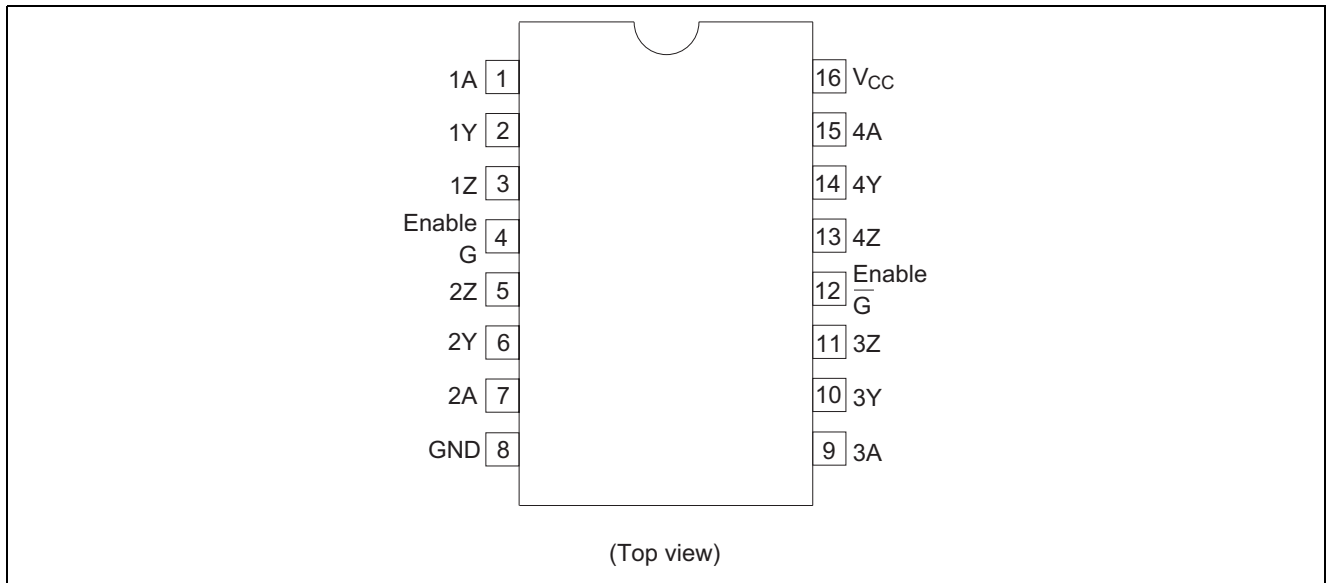 1A 1
1Y 2
1Z 3
Enable
G 4
2Z 5
2Y 6
2A 7
GND 8
16 VCC
15 4A
14 4Y
13 4Z
12 Enable
G̅
11 3Z
10 3Y
9 3A
(Top view)